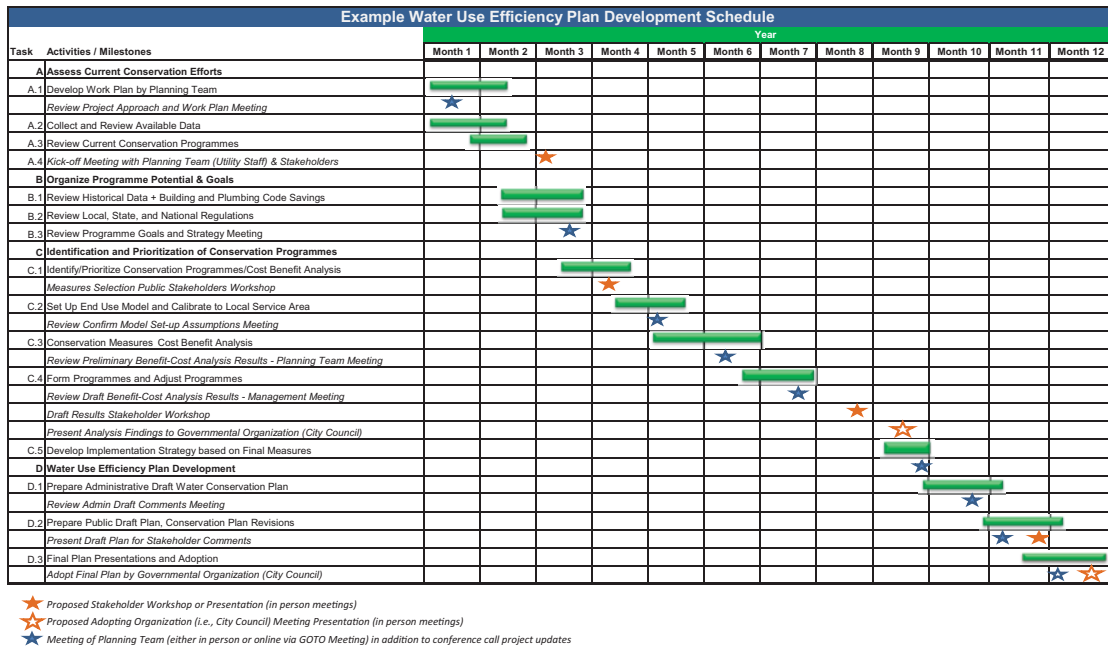 Example Water Use Efficiency Plan Development Schedule
Year
Task Activities / Milestones Month 1 Month 2 Month 3 Month 4 Month 5 Month 6 Month 7 Month 8 Month 9 Month 10 Month 11 Month 12
A Assess Current Conservation Efforts
A.1 Develop Work Plan by Planning Team
Review Project Approach and Work Plan Meeting
A.2 Collect and Review Available Data
A.3 Review Current Conservation Programmes
A.4 Kick-off Meeting with Planning Team (Utility Staff) & Stakeholders
B Organize Programme Potential & Goals
B.1 Review Historical Data + Building and Plumbing Code Savings
B.2 Review Local, State, and National Regulations
B.3 Review Programme Goals and Strategy Meeting
C Identification and Prioritization of Conservation Programmes
C.1 Identify/Prioritize Conservation Programmes/Cost Benefit Analysis
Measures Selection Public Stakeholders Workshop
C.2 Set Up End Use Model and Calibrate to Local Service Area
Review Confirm Model Set-up Assumptions Meeting
C.3 Conservation Measures Cost Benefit Analysis
Review Preliminary Benefit-Cost Analysis Results - Planning Team Meeting
C.4 Form Programmes and Adjust Programmes
Review Draft Benefit-Cost Analysis Results - Management Meeting
Draft Results Stakeholder Workshop
Present Analysis Findings to Governmental Organization (City Council)
C.5 Develop Implementation Strategy based on Final Measures
D Water Use Efficiency Plan Development
D.1 Prepare Administrative Draft Water Conservation Plan
Review Admin Draft Comments Meeting
D.2 Prepare Public Draft Plan, Conservation Plan Revisions
Present Draft Plan for Stakeholder Comments
D.3 Final Plan Presentations and Adoption
Adopt Final Plan by Governmental Organization (City Council)
Proposed Stakeholder Workshop or Presentation (in person meetings)
Proposed Adopting Organization (i.e., City Council) Meeting Presentation (in person meetings)
Meeting of Planning Team (either in person or online via GOTO Meeting) in addition to conference call project updates